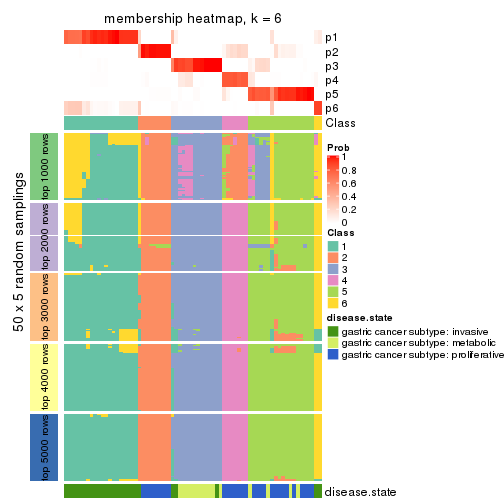 membership heatmap, k = 6
p1
p2
p3
p4
p5
p6
Class
50 x 5 random samplings
top 1000 rows
top 2000 rows
top 3000 rows
top 4000 rows
top 5000 rows
disease.state
Prob
1
0.8
0.6
0.4
0.2
0
Class
1
2
3
4
5
6
disease.state
gastric cancer subtype: invasive
gastric cancer subtype: metabolic
gastric cancer subtype: proliferative